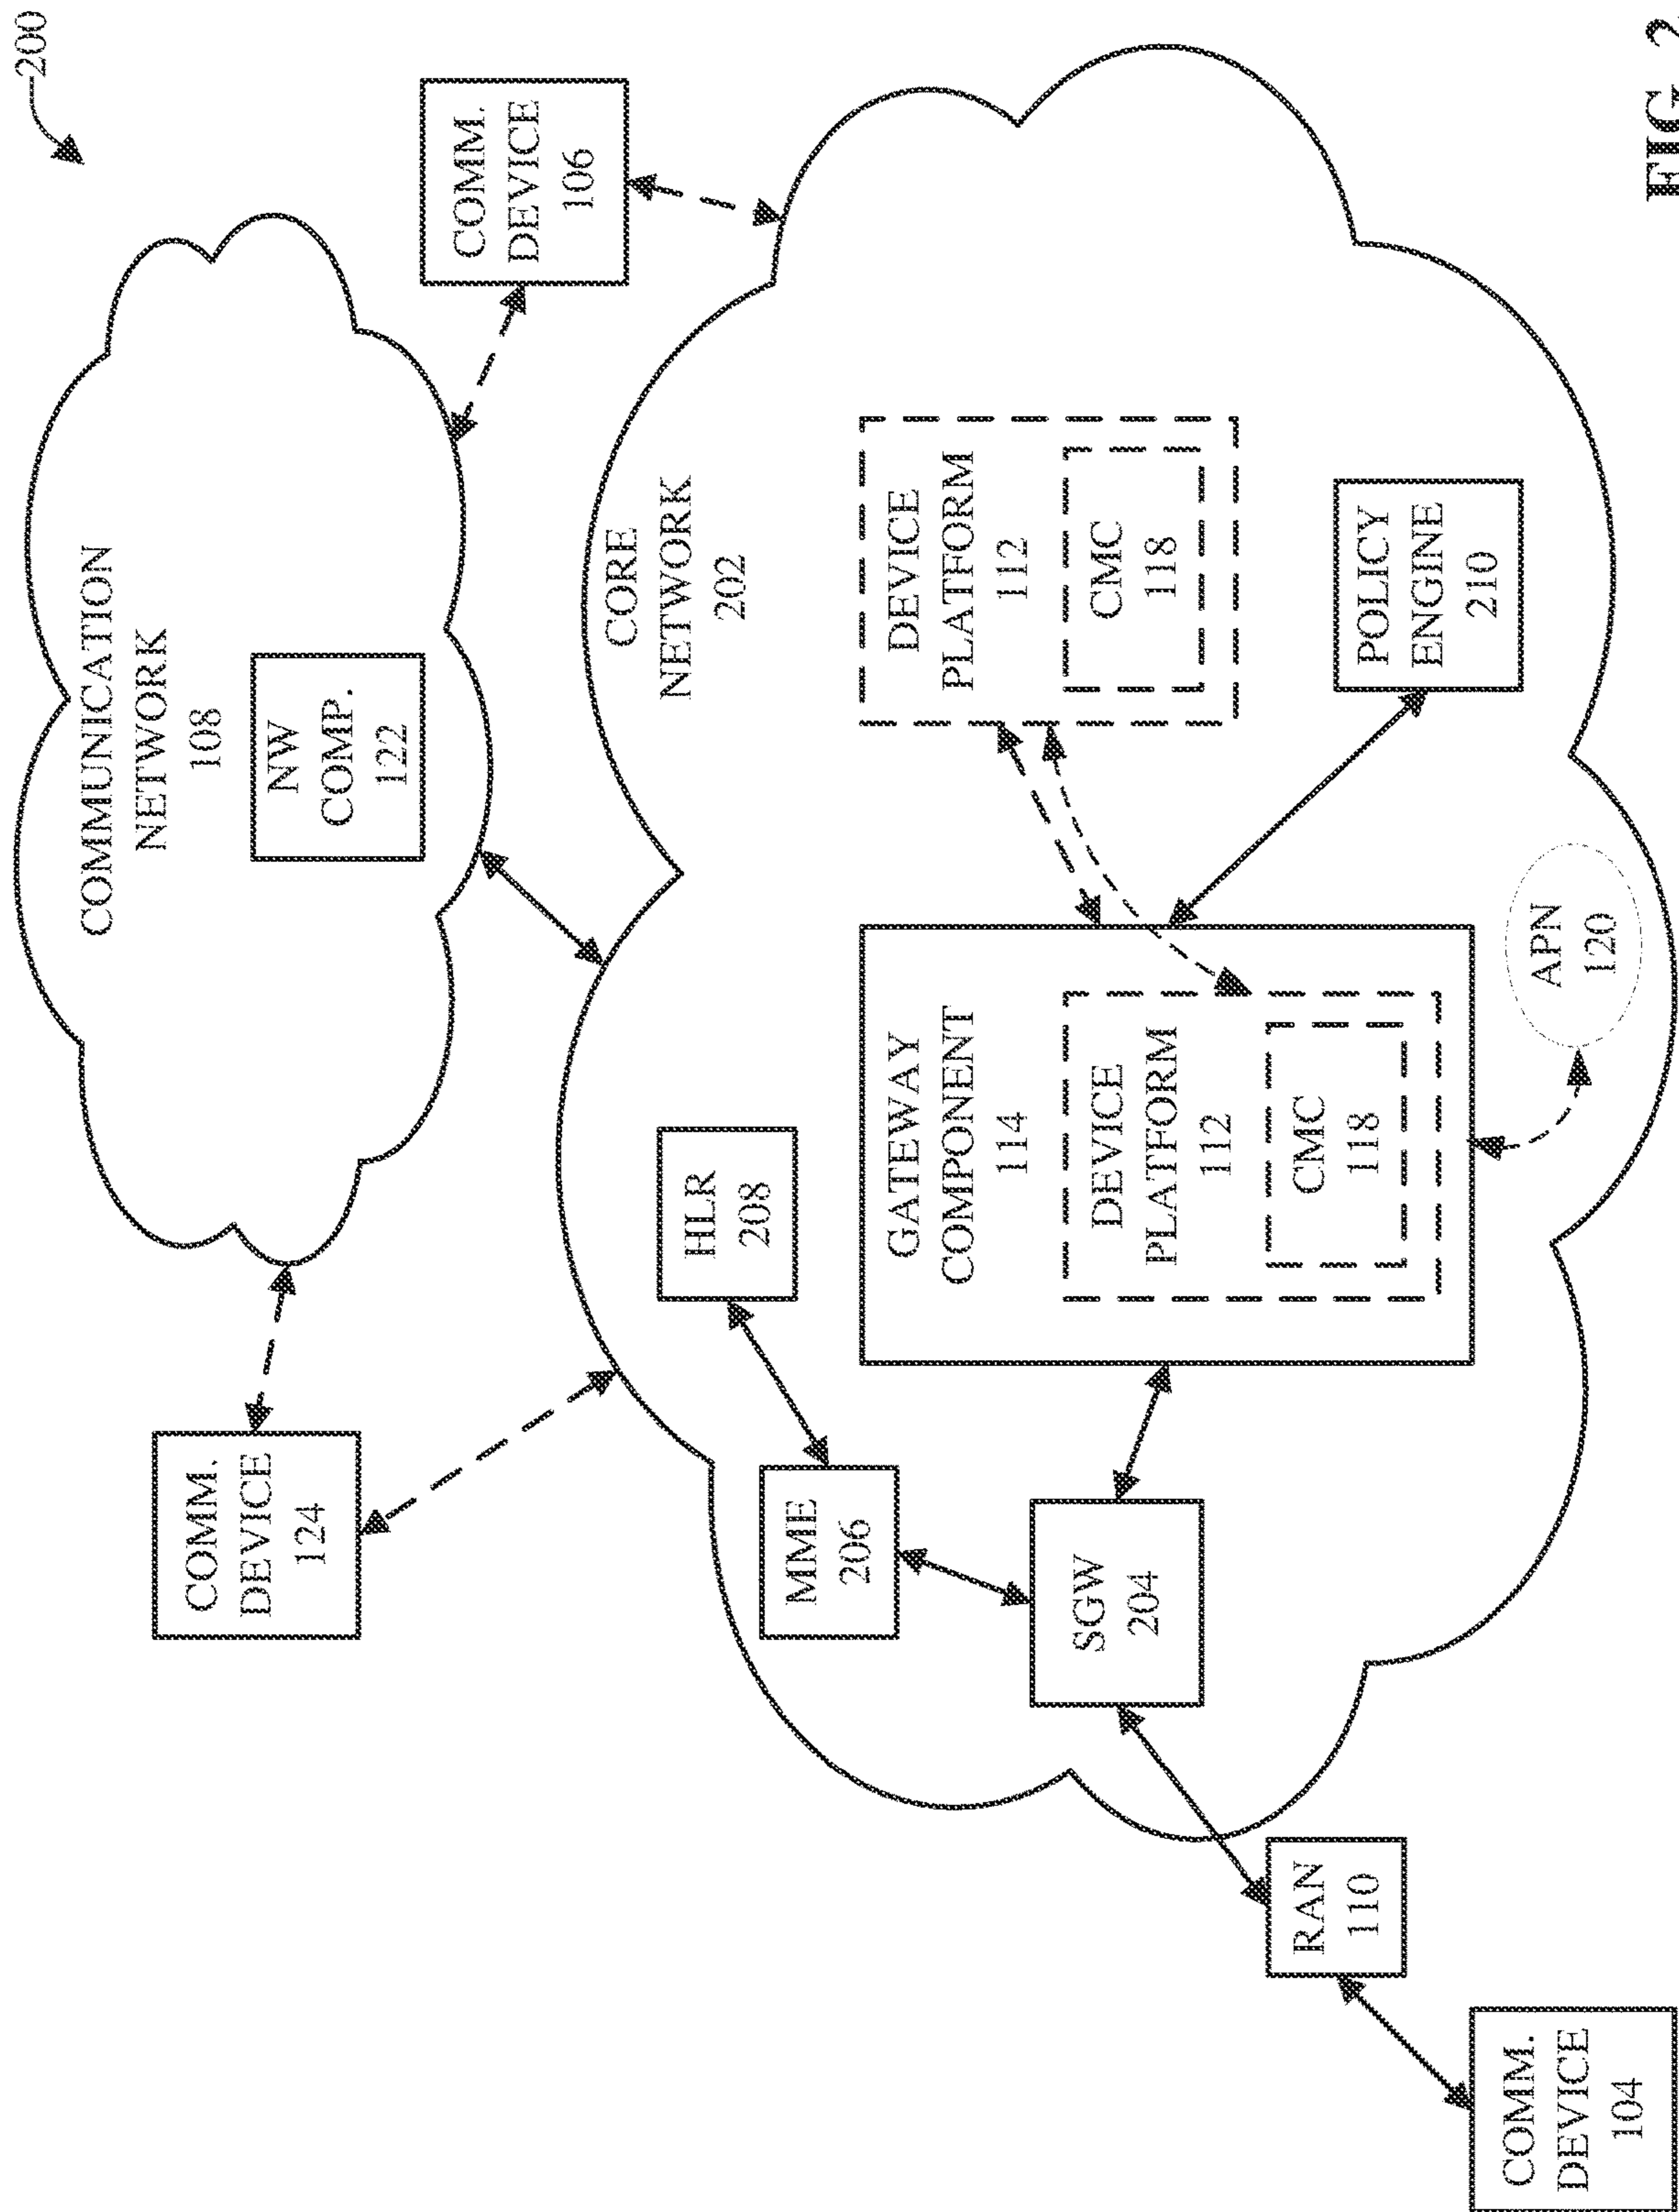 200
COMMUNICATION
NETWORK
108
NW
COMP.
122
COMM.
DEVICE
124
COMM.
DEVICE
106
CORE
NETWORK
202
HLR
208
MME
206
SGW
204
GATEWAY
COMPONENT
114
DEVICE
PLATFORM
112
CMC
118
DEVICE
PLATFORM
112
CMC
118
POLICY
ENGINE
210
APN
120
RAN
110
COMM.
DEVICE
104
FIG. 2